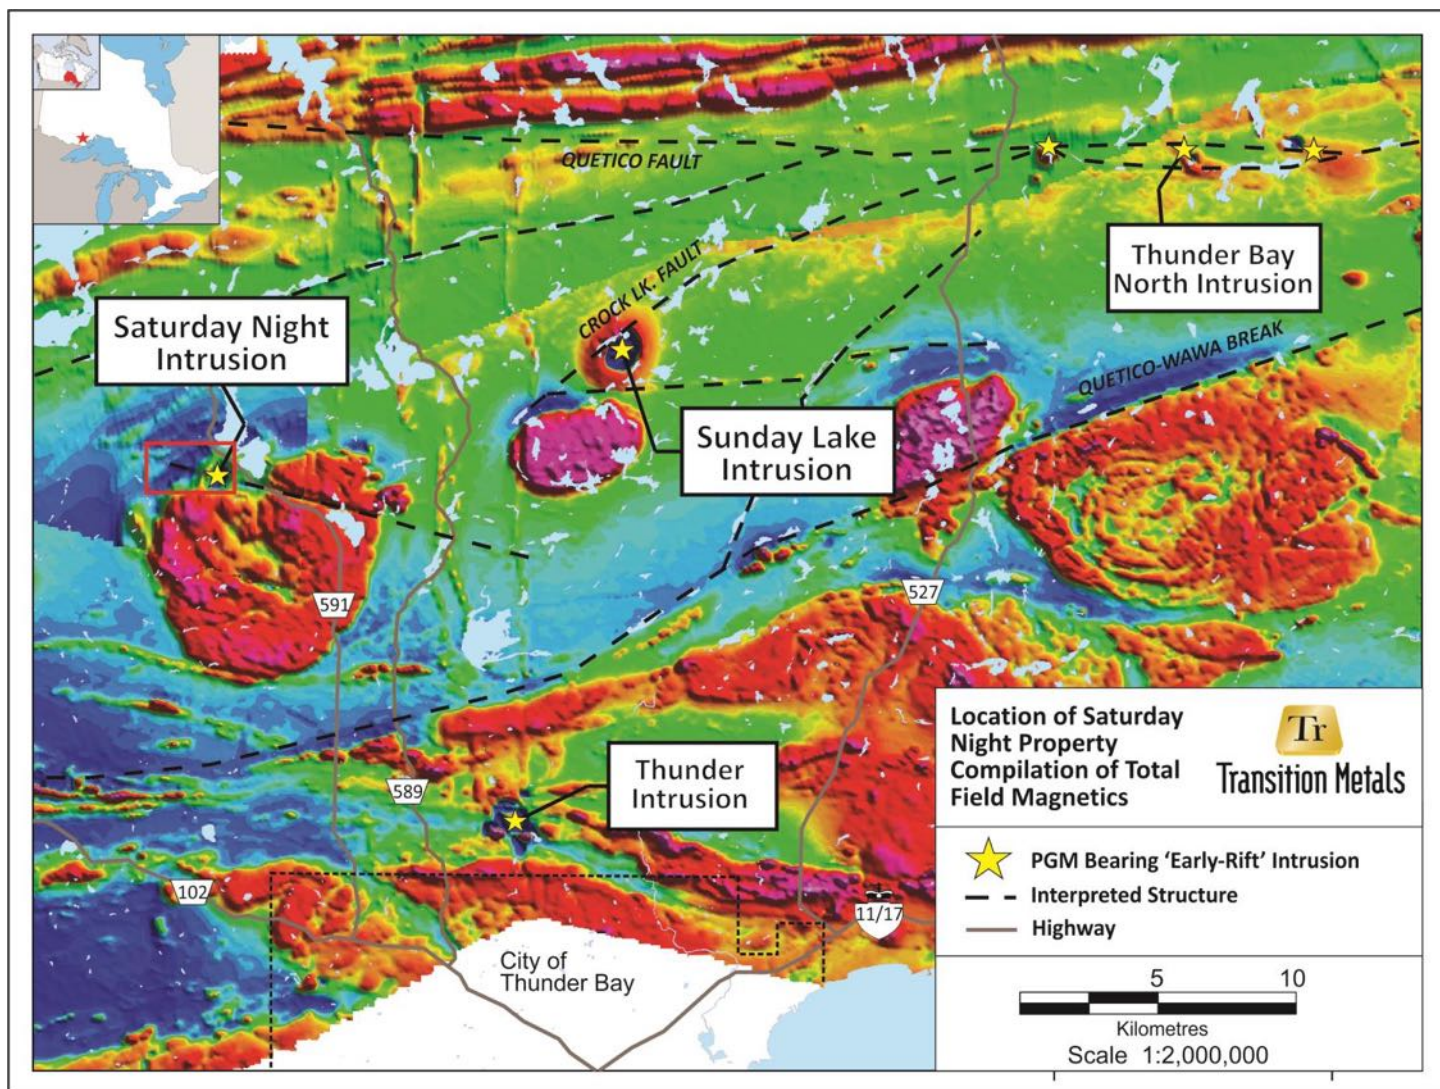 QUETICO FAULT
CROCK LK. FAULT
Thunder Bay
North Intrusion
Saturday Night
Intrusion
QUETICO-WAWA BREAK
Sunday Lake
Intrusion
591
527
589
Thunder
Intrusion
102
11/17
City of
Thunder Bay
Location of Saturday
Night Property
Compilation of Total
Field Magnetics
Tr
Transition Metals
PGM Bearing ‘Early-Rift’ Intrusion
Interpreted Structure
Highway
5 10
Kilometres
Scale 1:2,000,000